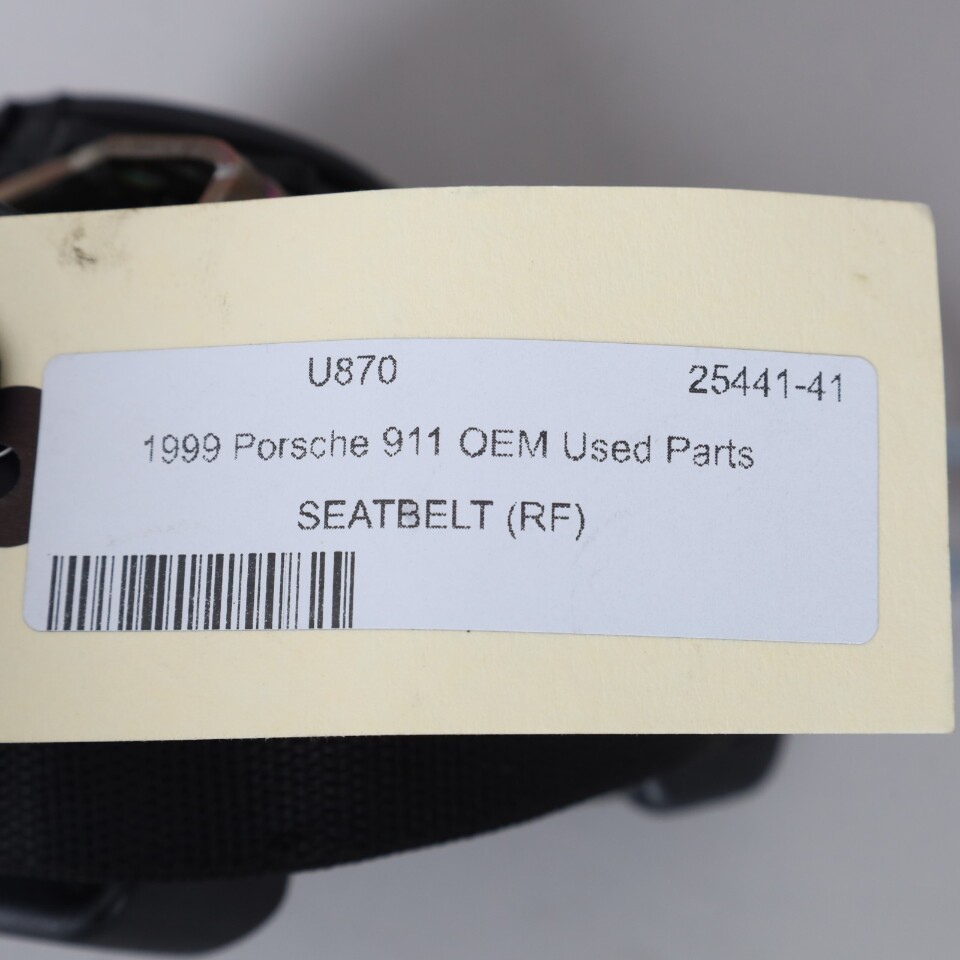 U870 25441-41
1999 Porsche 911 OEM Used Parts
SEATBELT (RF)